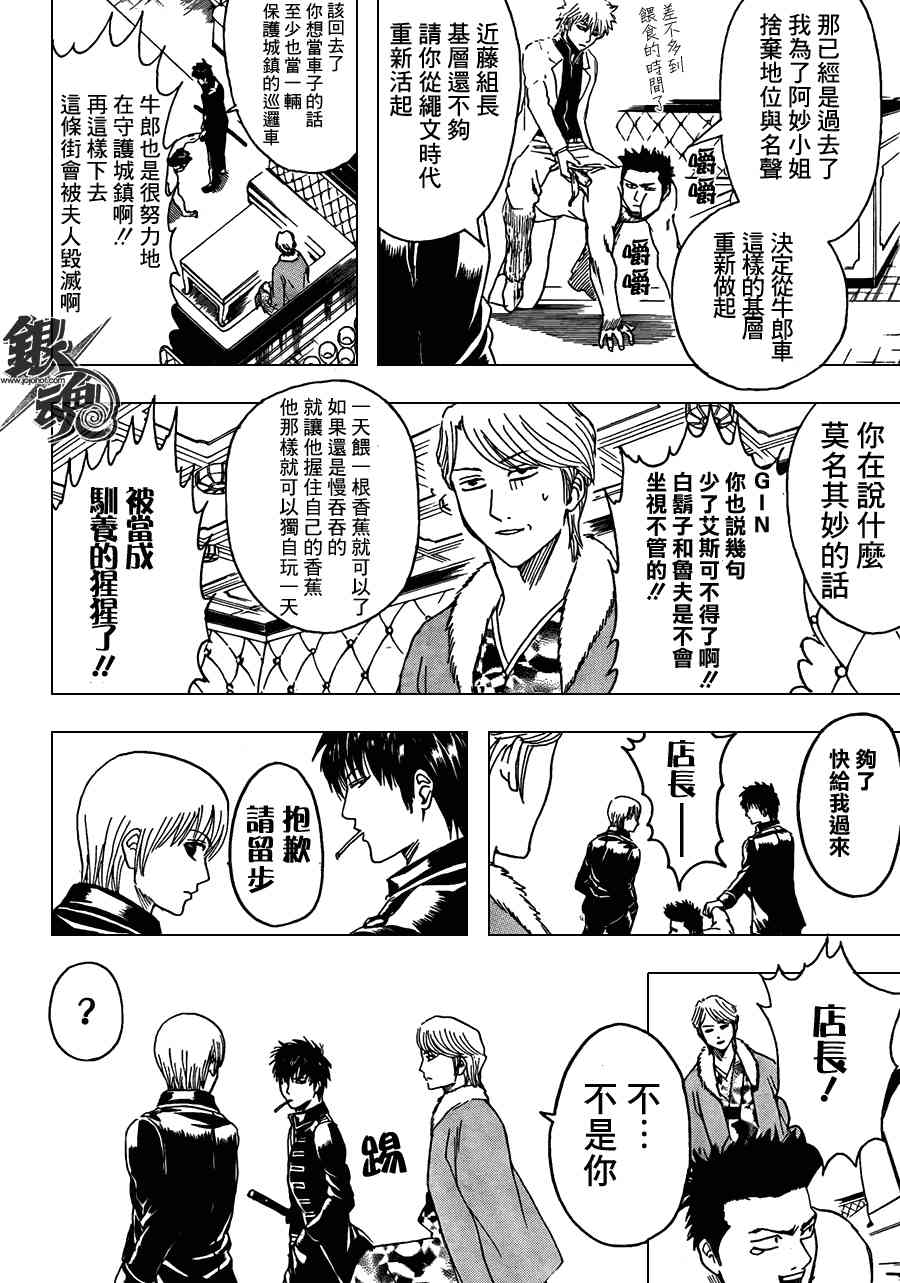 那已經是過去了
我為了阿妙小姐
捨棄地位與名聲
決定從牛郎車
這樣的基層
重新做起
嚼嚼
嚼嚼
差不多到
餵食的時間了
近藤組長
基層還不夠
請你從繩文時代
重新活起
該回去了
你想當車子的話
至少也當一輛
保護城鎮的巡邏車
牛郎也是很努力地
在守護城鎮啊!!
再這樣下去
這條街會被夫人毀滅啊
銀魂
www.jojohot.com
你在說什麼
莫名其妙的話
GIN
你也説幾句
少了艾斯可不得了啊!!
白鬍子和魯夫是不會
坐視不管的!!
一天餵一根香蕉就可以了
如果還是慢吞吞的
就讓他握住自己的香蕉
他那樣就可以獨自玩一天
被當成
馴養的猩猩了!!
夠了
快給我過來
店長——
抱歉
請留步
店長!
不…
不是你
踢
?